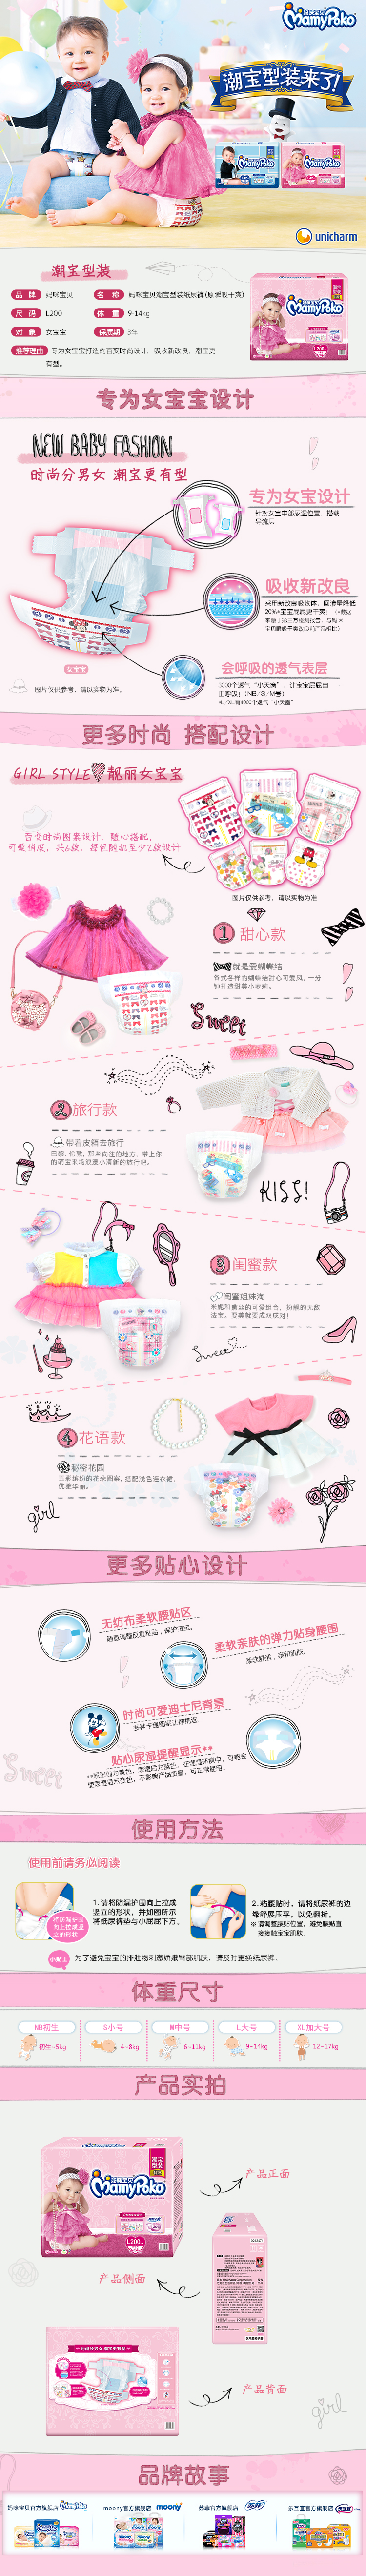 妈咪宝贝
MamyPoko
潮宝型装来了!
unicharm
潮宝型装
品 牌 妈咪宝贝
名 称 妈咪宝贝潮宝型装纸尿裤(原瞬吸干爽)
尺 码 L200
体 重 9-14kg
对 象 女宝宝
保质期 3年
推荐理由 专为女宝宝打造的百变时尚设计, 吸收新改良, 潮宝更
有型。
专为女宝宝设计
NEW BABY FASHION
时尚分男女 潮宝更有型
专为女宝设计
针对女宝中部尿湿位置, 搭载
导流层
吸收新改良
采用新改良吸收体, 回渗量降低
20%*宝宝屁屁更干爽! (*数据
来源于第三方检测报告, 与妈咪
宝贝瞬吸干爽改良前产品相比)
女宝宝
会呼吸的透气表层
3000个透气“小天窗”, 让宝宝屁屁自
由呼吸! (NB/S/M号)
*L/XL有4000个透气“小天窗”
图片仅供参考, 请以实物为准。
更多时尚 搭配设计
GIRL STYLE 靓丽女宝宝
百变时尚图案设计, 随心搭配,
可爱俏皮, 共6款, 每包随机至少2款设计
图片仅供参考, 请以实物为准
1 甜心款
就是爱蝴蝶结
各式各样的蝴蝶结甜心可爱风, 一分
钟打造甜美小萝莉。
Sweet
2 旅行款
带着皮箱去旅行
巴黎, 伦敦, 那些向往的地方, 带上你
的萌宝来场浪漫小清新的旅行吧。
KISS!
3 闺蜜款
闺蜜姐妹淘
米妮和黛丝的可爱组合, 扮靓的无敌
法宝。要美就要成双成对!
Sweet
4 花语款
秘密花园
五彩缤纷的花朵图案, 搭配浅色连衣裙,
优雅华丽。
girl
更多贴心设计
无纺布柔软腰贴区
随意调整反复粘贴, 保护宝宝。
柔软亲肤的弹力贴身腰围
柔软舒适, 亲和肌肤。
时尚可爱迪士尼背景
多种卡通图案让你挑选。
贴心尿湿提醒显示**
**尿湿前为黄色, 尿湿后为蓝色, 在潮湿环境中, 可能会
使尿湿显示变色, 不影响产品质量, 可正常使用。
Sweet
使用方法
使用前请务必阅读
将防漏护围
向上拉成竖
立的形状
1.请将防漏护围向上拉成
竖立的形状, 并如图所示
将纸尿裤垫与小屁屁下方。
2.粘腰贴时, 请将纸尿裤的边
缘舒展压平, 以免翻折。
※请调整腰贴位置, 避免腰贴直
接接触宝宝肌肤。
小贴士 为了避免宝宝的排泄物刺激娇嫩臀部肌肤, 请及时更换纸尿裤。
体重尺寸
NB初生 S小号 M中号 L大号 XL加大号
初生~5kg 4~8kg 6~11kg 9~14kg 12~17kg
产品实拍
MamyPoko
L200
产品正面
产品侧面
时尚分男女 潮宝更有型
产品背面
girl
品牌故事
妈咪宝贝官方旗舰店 MamyPoko
moony官方旗舰店 moony
苏菲官方旗舰店 苏菲
乐互宜官方旗舰店